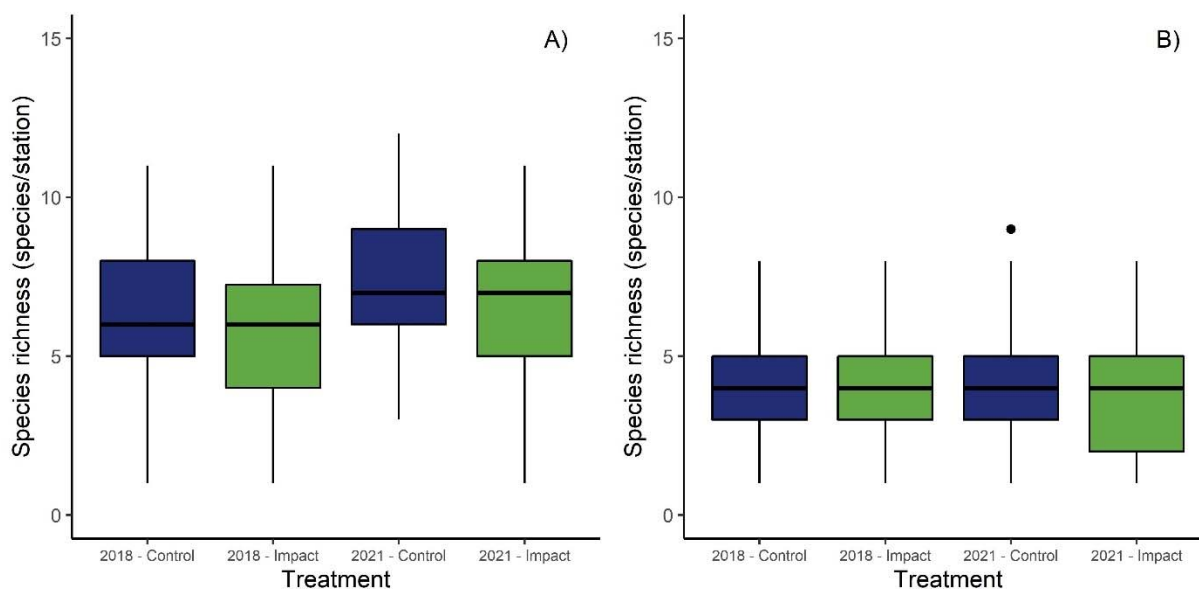 A)
Species richness (species/station)
15
10
5
0
2018 - Control 2018 - Impact 2021 - Control 2021 - Impact
Treatment
B)
Species richness (species/station)
15
10
5
0
2018 - Control 2018 - Impact 2021 - Control 2021 - Impact
Treatment